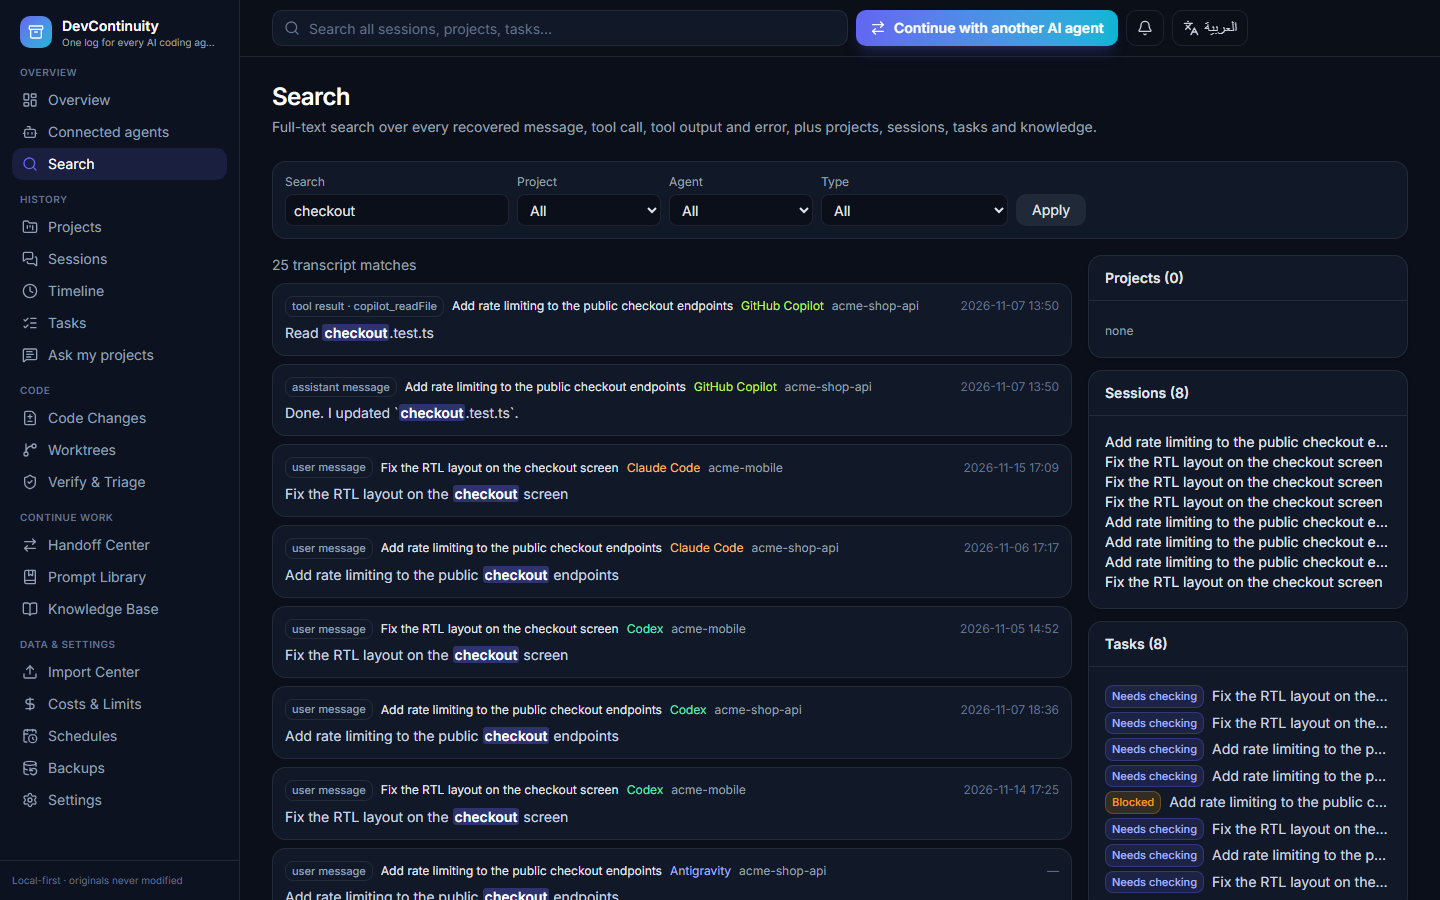 DevContinuity
One log for every AI coding ag...
OVERVIEW
Overview
Connected agents
Search
HISTORY
Projects
Sessions
Timeline
Tasks
Ask my projects
CODE
Code Changes
Worktrees
Verify & Triage
CONTINUE WORK
Handoff Center
Prompt Library
Knowledge Base
DATA & SETTINGS
Import Center
Costs & Limits
Schedules
Backups
Settings
Local-first · originals never modified
Search all sessions, projects, tasks...
Continue with another AI agent
العربية
Search
Full-text search over every recovered message, tool call, tool output and error, plus projects, sessions, tasks and knowledge.
Search Project Agent Type
checkout All All All Apply
25 transcript matches
tool result · copilot_readFile Add rate limiting to the public checkout endpoints GitHub Copilot acme-shop-api 2026-11-07 13:50
Read checkout.test.ts
assistant message Add rate limiting to the public checkout endpoints GitHub Copilot acme-shop-api 2026-11-07 13:50
Done. I updated `checkout.test.ts`.
user message Fix the RTL layout on the checkout screen Claude Code acme-mobile 2026-11-15 17:09
Fix the RTL layout on the checkout screen
user message Add rate limiting to the public checkout endpoints Claude Code acme-shop-api 2026-11-06 17:17
Add rate limiting to the public checkout endpoints
user message Fix the RTL layout on the checkout screen Codex acme-mobile 2026-11-05 14:52
Fix the RTL layout on the checkout screen
user message Add rate limiting to the public checkout endpoints Codex acme-shop-api 2026-11-07 18:36
Add rate limiting to the public checkout endpoints
user message Fix the RTL layout on the checkout screen Codex acme-mobile 2026-11-14 17:25
Fix the RTL layout on the checkout screen
user message Add rate limiting to the public checkout endpoints Antigravity acme-shop-api —
Add rate limiting to the public checkout endpoints
Projects (0)
none
Sessions (8)
Add rate limiting to the public checkout e...
Fix the RTL layout on the checkout screen
Fix the RTL layout on the checkout screen
Fix the RTL layout on the checkout screen
Add rate limiting to the public checkout e...
Add rate limiting to the public checkout e...
Add rate limiting to the public checkout e...
Fix the RTL layout on the checkout screen
Tasks (8)
Needs checking Fix the RTL layout on the...
Needs checking Fix the RTL layout on the...
Needs checking Add rate limiting to the p...
Needs checking Add rate limiting to the p...
Blocked Add rate limiting to the public c...
Needs checking Fix the RTL layout on the...
Needs checking Add rate limiting to the p...
Needs checking Fix the RTL layout on the...